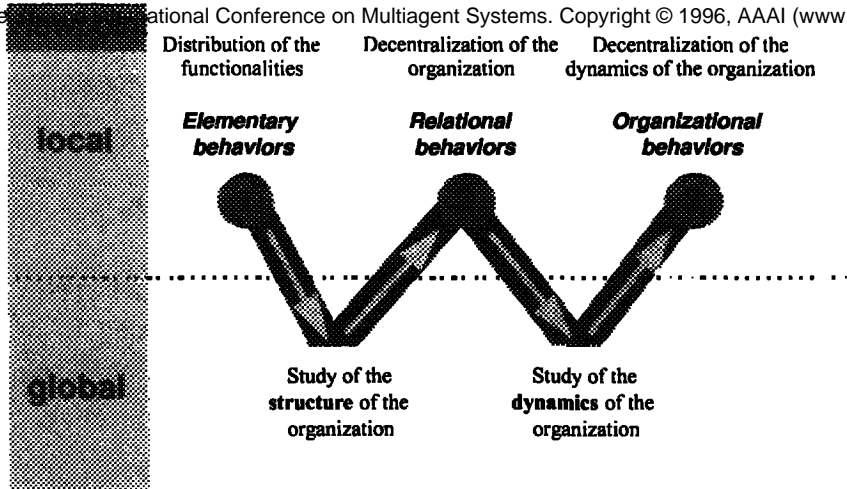 ational Conference on Multiagent Systems. Copyright © 1996, AAAI (www
Distribution of the functionalities
Decentralization of the organization
Decentralization of the dynamics of the organization
local
Elementary behaviors
Relational behaviors
Organizational behaviors
global
Study of the structure of the organization
Study of the dynamics of the organization